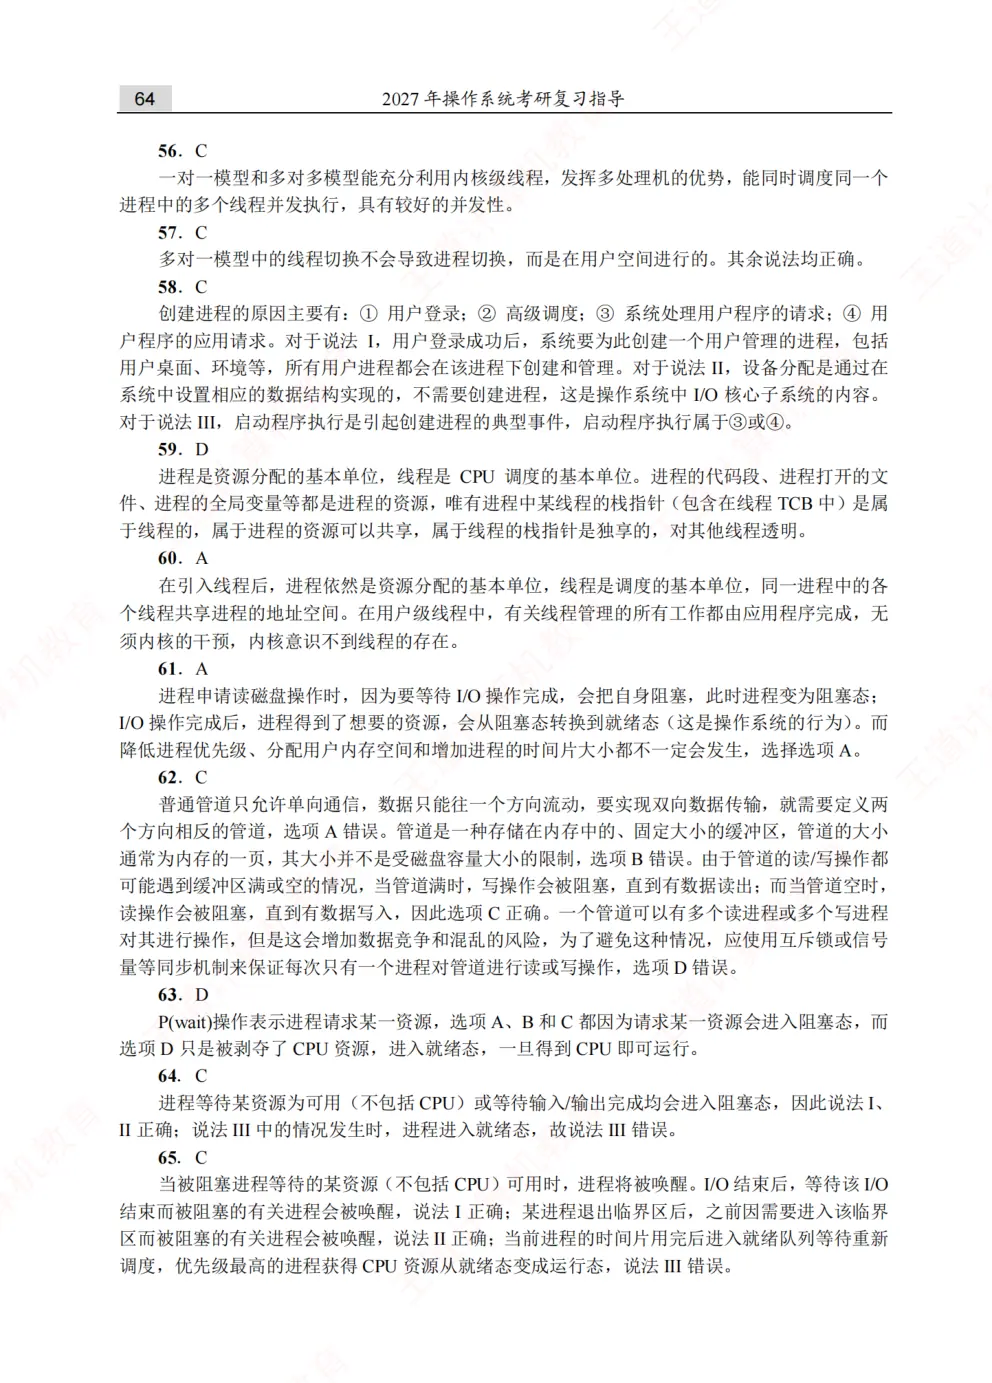 64
2027 年操作系统考研复习指导
56．C
一对一模型和多对多模型能充分利用内核级线程，发挥多处理机的优势，能同时调度同一个
进程中的多个线程并发执行，具有较好的并发性。
57．C
多对一模型中的线程切换不会导致进程切换，而是在用户空间进行的。其余说法均正确。
58．C
创建进程的原因主要有：① 用户登录；② 高级调度；③ 系统处理用户程序的请求；④ 用
户程序的应用请求。对于说法 I，用户登录成功后，系统要为此创建一个用户管理的进程，包括
用户桌面、环境等，所有用户进程都会在该进程下创建和管理。对于说法 II，设备分配是通过在
系统中设置相应的数据结构实现的，不需要创建进程，这是操作系统中 I/O 核心子系统的内容。
对于说法 III，启动程序执行是引起创建进程的典型事件，启动程序执行属于③或④。
59．D
进程是资源分配的基本单位，线程是 CPU 调度的基本单位。进程的代码段、进程打开的文
件、进程的全局变量等都是进程的资源，唯有进程中某线程的栈指针（包含在线程 TCB 中）是属
于线程的，属于进程的资源可以共享，属于线程的栈指针是独享的，对其他线程透明。
60．A
在引入线程后，进程依然是资源分配的基本单位，线程是调度的基本单位，同一进程中的各
个线程共享进程的地址空间。在用户级线程中，有关线程管理的所有工作都由应用程序完成，无
须内核的干预，内核意识不到线程的存在。
61．A
进程申请读磁盘操作时，因为要等待 I/O 操作完成，会把自身阻塞，此时进程变为阻塞态；
I/O 操作完成后，进程得到了想要的资源，会从阻塞态转换到就绪态（这是操作系统的行为）。而
降低进程优先级、分配用户内存空间和增加进程的时间片大小都不一定会发生，选择选项 A。
62．C
普通管道只允许单向通信，数据只能往一个方向流动，要实现双向数据传输，就需要定义两
个方向相反的管道，选项 A 错误。管道是一种存储在内存中的、固定大小的缓冲区，管道的大小
通常为内存的一页，其大小并不是受磁盘容量大小的限制，选项 B 错误。由于管道的读/写操作都
可能遇到缓冲区满或空的情况，当管道满时，写操作会被阻塞，直到有数据读出；而当管道空时，
读操作会被阻塞，直到有数据写入，因此选项 C 正确。一个管道可以有多个读进程或多个写进程
对其进行操作，但是这会增加数据竞争和混乱的风险，为了避免这种情况，应使用互斥锁或信号
量等同步机制来保证每次只有一个进程对管道进行读或写操作，选项 D 错误。
63．D
P(wait)操作表示进程请求某一资源，选项 A、B 和 C 都因为请求某一资源会进入阻塞态，而
选项 D 只是被剥夺了 CPU 资源，进入就绪态，一旦得到 CPU 即可运行。
64．C
进程等待某资源为可用（不包括 CPU）或等待输入/输出完成均会进入阻塞态，因此说法 I、
II 正确；说法 III 中的情况发生时，进程进入就绪态，故说法 III 错误。
65．C
当被阻塞进程等待的某资源（不包括 CPU）可用时，进程将被唤醒。I/O 结束后，等待该 I/O
结束而被阻塞的有关进程会被唤醒，说法 I 正确；某进程退出临界区后，之前因需要进入该临界
区而被阻塞的有关进程会被唤醒，说法 II 正确；当前进程的时间片用完后进入就绪队列等待重新
调度，优先级最高的进程获得 CPU 资源从就绪态变成运行态，说法 III 错误。